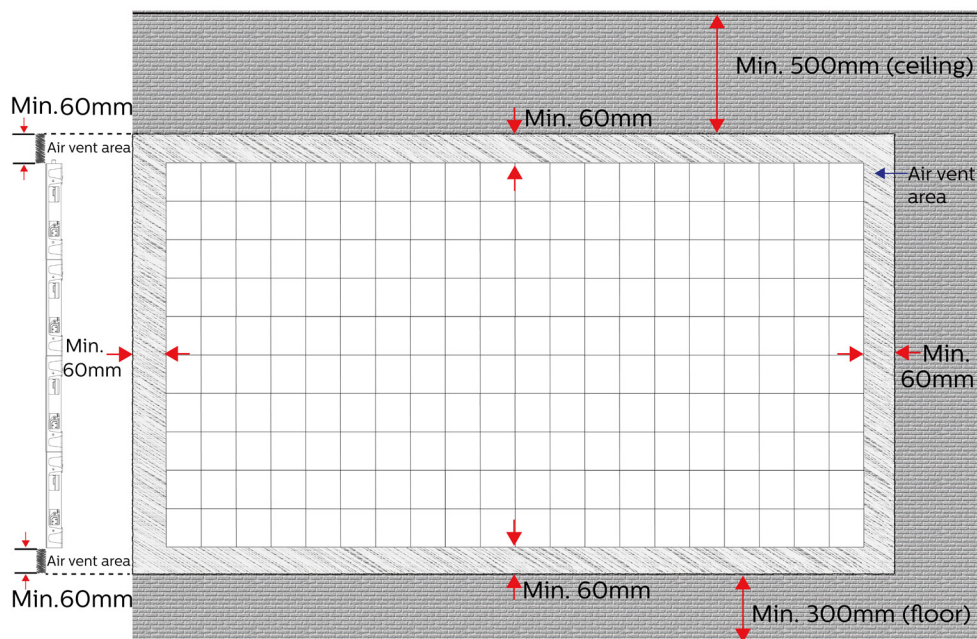 Min. 500mm (ceiling)
Min.60mm
Min. 60mm
Air vent area
Air vent
area
Min.
60mm
Min.
60mm
Air vent area
Min.60mm
Min. 60mm
Min. 300mm (floor)